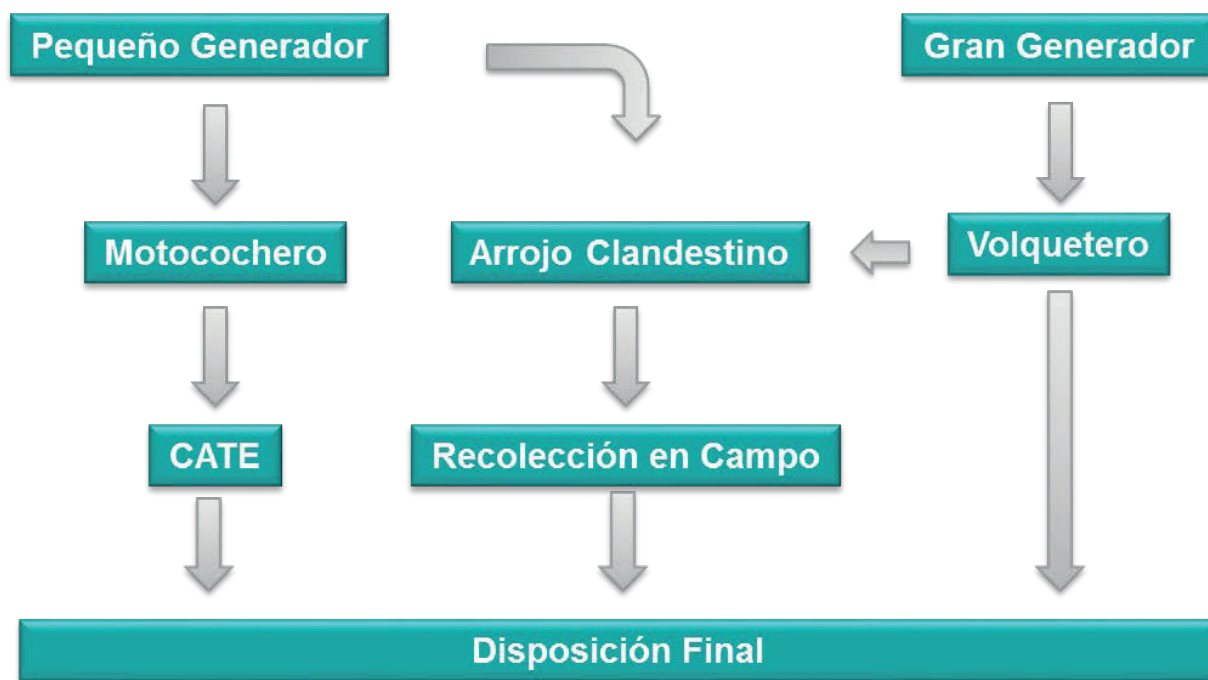 Pequeño Generador
Gran Generador
Motocochero
Arrojo Clandestino
Volquetero
CATE
Recolección en Campo
Disposición Final